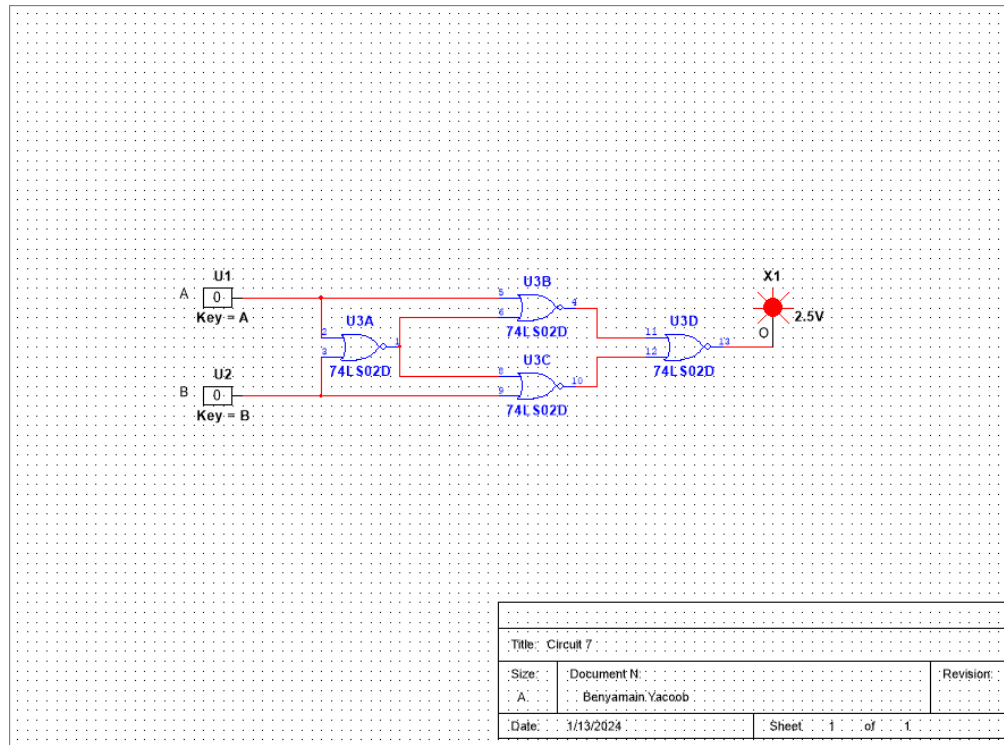 U1
A 0
Key = A
U2
B 0
Key = B
2
3
U3A
1
74LS02D
5
6
U3B
4
74LS02D
8
9
U3C
10
74LS02D
11
12
U3D
13
74LS02D
X1
2.5V
O
Title: Circuit 7
Size: Document N: Revision:
A Benyamain Yacoob
Date: 1/13/2024 Sheet 1 of 1